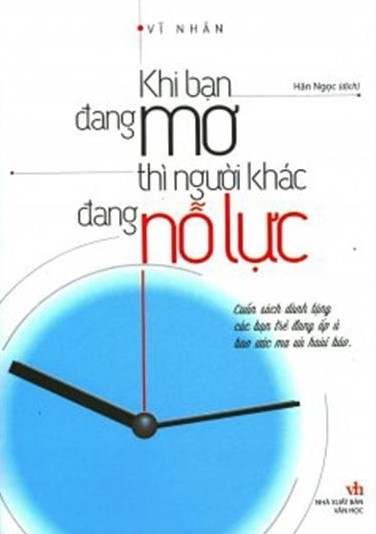 VĨ NHÂN
Khi bạn
Hân Ngọc (dịch)
đang mơ
thì người khác
đang nỗ lực
Cuốn sách dành tặng
các bạn trẻ đang ấp ủ
bao ước mơ và hoài bão.
vh
NHÀ XUẤT BẢN
VĂN HỌC